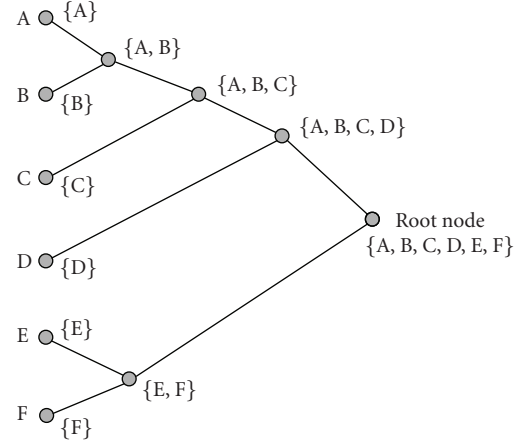 A {A}
{A, B}
B {B}
{A, B, C}
{A, B, C, D}
C {C}
Root node
{A, B, C, D, E, F}
D {D}
E {E}
{E, F}
F {F}